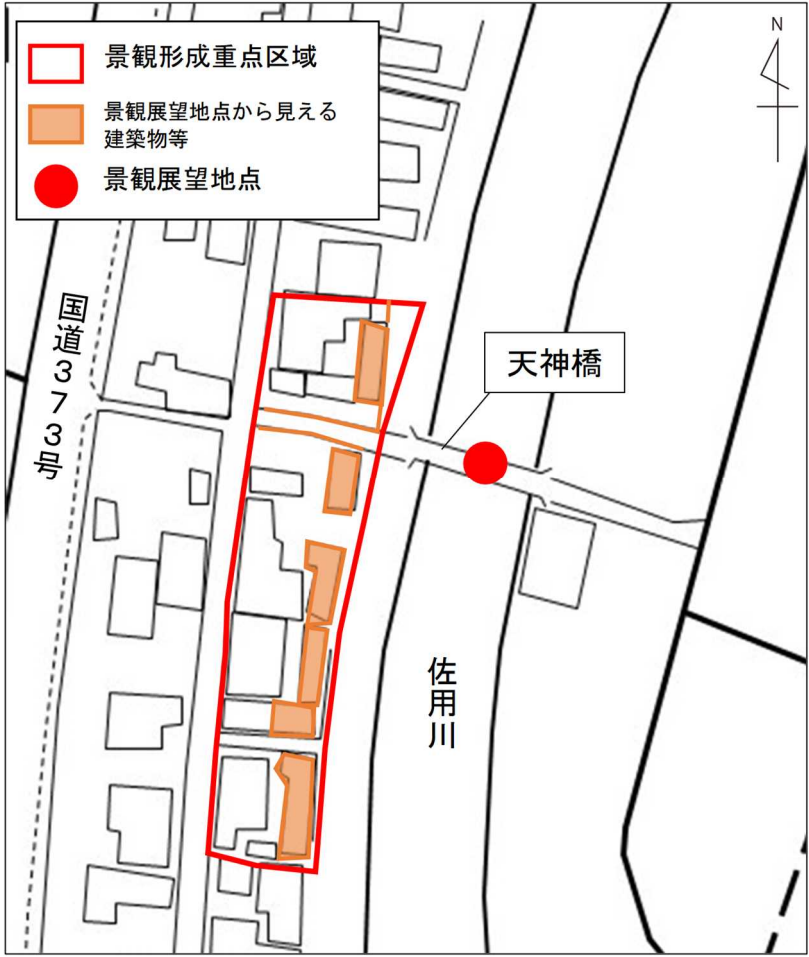 景観形成重点区域
景観展望地点から見える
建築物等
景観展望地点
N
国道373号
天神橋
佐用川